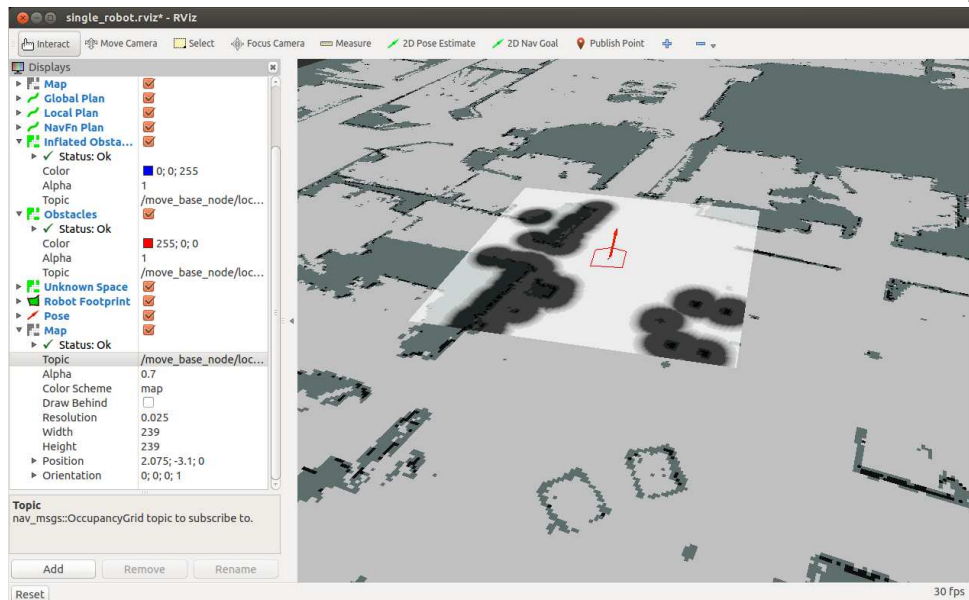 single_robot.rviz* - RViz
Interact Move Camera Select Focus Camera Measure 2D Pose Estimate 2D Nav Goal Publish Point
Displays
Map
Global Plan
Local Plan
NavFn Plan
Inflated Obsta...
Status: Ok
Color 0; 0; 255
Alpha 1
Topic /move_base_node/loc...
Obstacles
Status: Ok
Color 255; 0; 0
Alpha 1
Topic /move_base_node/loc...
Unknown Space
Robot Footprint
Pose
Map
Status: Ok
Topic /move_base_node/loc...
Alpha 0.7
Color Scheme map
Draw Behind
Resolution 0.025
Width 239
Height 239
Position 2.075; -3.1; 0
Orientation 0; 0; 0; 1
Topic
nav_msgs::OccupancyGrid topic to subscribe to.
Add Remove Rename
Reset 30 fps